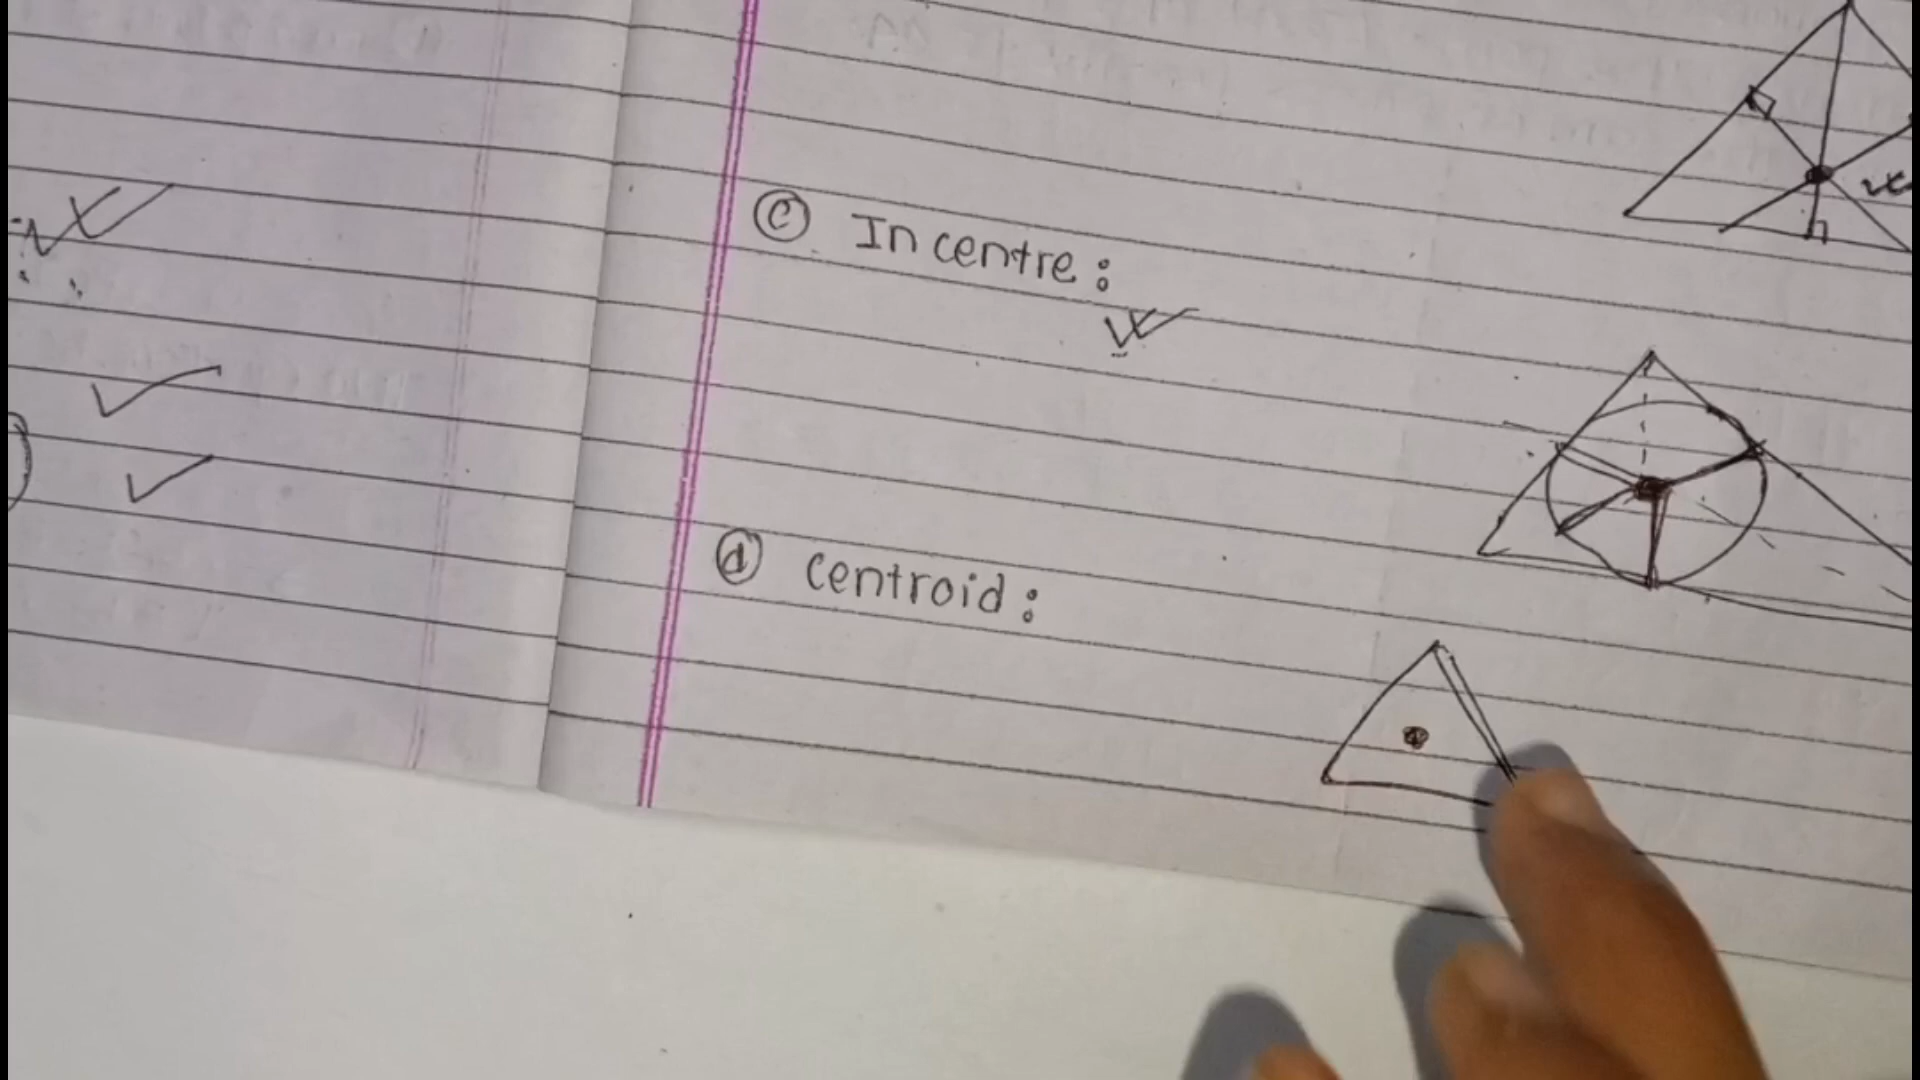 ⓒ In centre :
ⓓ Centroid :